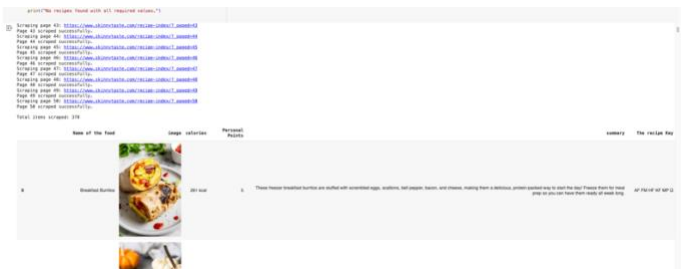 print("No recipes found with all required values.")
Scraping page 43: https://www.skinnytaste.com/recipe-index/?_paged=43
Page 43 scraped successfully.
Scraping page 44: https://www.skinnytaste.com/recipe-index/?_paged=44
Page 44 scraped successfully.
Scraping page 45: https://www.skinnytaste.com/recipe-index/?_paged=45
Page 45 scraped successfully.
Scraping page 46: https://www.skinnytaste.com/recipe-index/?_paged=46
Page 46 scraped successfully.
Scraping page 47: https://www.skinnytaste.com/recipe-index/?_paged=47
Page 47 scraped successfully.
Scraping page 48: https://www.skinnytaste.com/recipe-index/?_paged=48
Page 48 scraped successfully.
Scraping page 49: https://www.skinnytaste.com/recipe-index/?_paged=49
Page 49 scraped successfully.
Scraping page 50: https://www.skinnytaste.com/recipe-index/?_paged=50
Page 50 scraped successfully.
Total items scraped:
Name of the food Image calories Personal Points summary The recipe Key
Breakfast Burritos kcal These freezer breakfast burritos are stuffed with scrambled eggs, scallions, bell pepper, bacon, and cheese, making them a delicious, protein-packed way to start the day! Freeze them for meal
prep so you can have them ready all week long.